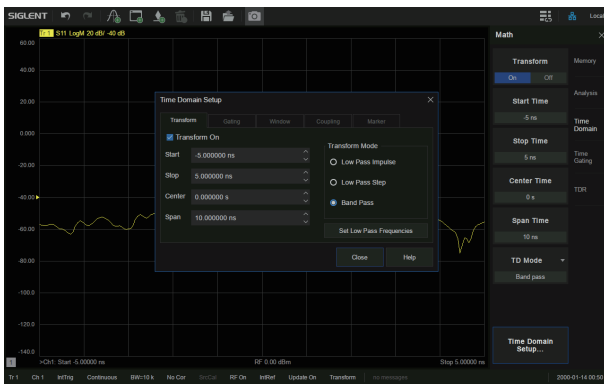 SIGLENT
Local
Tr 1 S11 LogM 20 dB/ -40 dB
60.00
40.00
20.00
0.000
-20.00
-40.00
-60.00
-80.00
-100.0
-120.0
-140.0
Time Domain Setup
Transform Gating Window Coupling Marker
Transform On
Start -5.000000 ns
Stop 5.000000 ns
Center 0.000000 s
Span 10.000000 ns
Transform Mode
Low Pass Impulse
Low Pass Step
Band Pass
Set Low Pass Frequencies
Close Help
Math
Transform
On Off
Start Time
-5 ns
Stop Time
5 ns
Center Time
0 s
Span Time
10 ns
TD Mode
Band pass
Time Domain
Setup...
Memory
Analysis
Time
Domain
Time
Gating
TDR
1 >Ch1: Start -5.00000 ns RF 0.00 dBm Stop 5.00000 ns
Tr 1 Ch 1 IntTrig Continuous BW=10 k No Cor SrcCal RF On IntRef Update On Transform no messages 2000-01-14 00:50